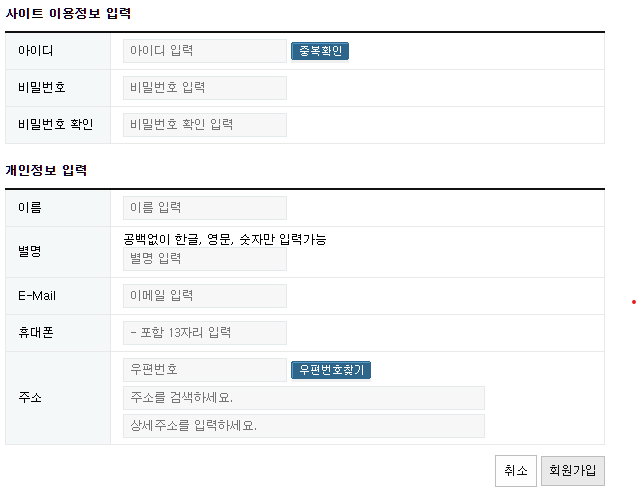 사이트 이용정보 입력
아이디 아이디 입력 중복확인
비밀번호 비밀번호 입력
비밀번호 확인 비밀번호 확인 입력
개인정보 입력
이름 이름 입력
공백없이 한글, 영문, 숫자만 입력가능
별명 별명 입력
E-Mail 이메일 입력
휴대폰 - 포함 13자리 입력
우편번호 우편번호찾기
주소 주소를 검색하세요.
상세주소를 입력하세요.
취소 회원가입